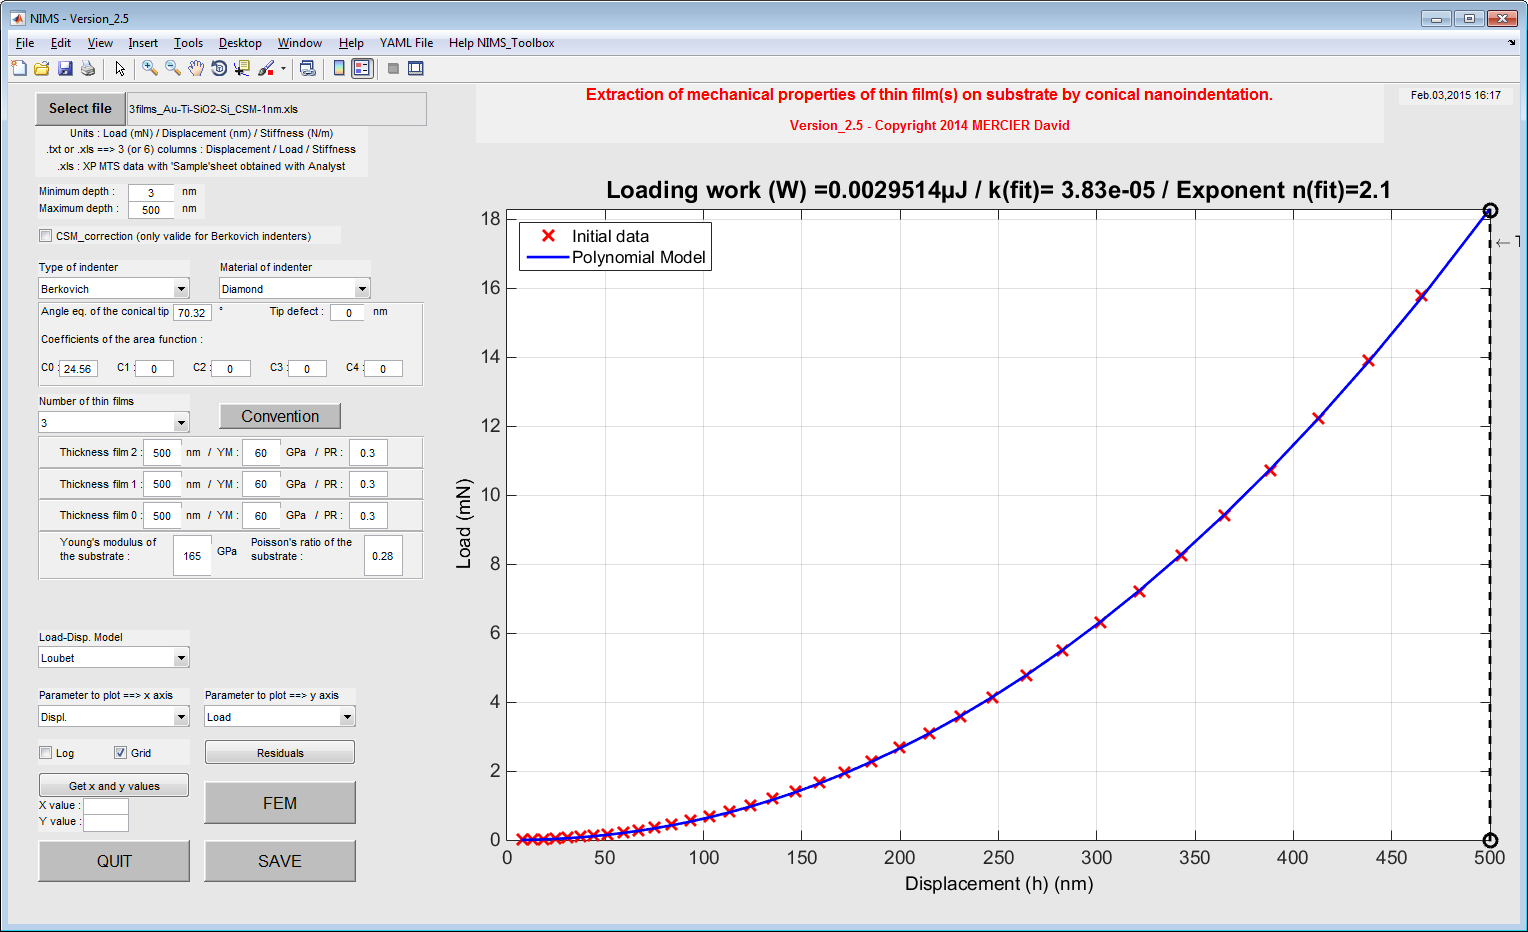 NIMS - Version_2.5
File Edit View Insert Tools Desktop Window Help YAML File Help NIMS_Toolbox
Select file 3films_Au-Ti-SiO2-Si_CSM-1nm.xls
Units : Load (mN) / Displacement (nm) / Stiffness (N/m)
.txt or .xls ==> 3 (or 6) columns : Displacement / Load / Stiffness
.xls : XP MTS data with 'Sample'sheet obtained with Analyst
Minimum depth : 3 nm
Maximum depth : 500 nm
CSM_correction (only valide for Berkovich indenters)
Type of indenter Material of indenter
Berkovich Diamond
Angle eq. of the conical tip 70.32 ° Tip defect : 0 nm
Coefficients of the area function :
C0 : 24.56 C1 : 0 C2 : 0 C3 : 0 C4 : 0
Number of thin films
3 Convention
Thickness film 2 : 500 nm / YM : 60 GPa / PR : 0.3
Thickness film 1 : 500 nm / YM : 60 GPa / PR : 0.3
Thickness film 0 : 500 nm / YM : 60 GPa / PR : 0.3
Young's modulus of
the substrate : 165 GPa
Poisson's ratio of the
substrate : 0.28
Load-Disp. Model
Loubet
Parameter to plot ==> x axis Parameter to plot ==> y axis
Displ. Load
Log Grid Residuals
Get x and y values
X value :
Y value :
FEM
QUIT SAVE
Extraction of mechanical properties of thin film(s) on substrate by conical nanoindentation.
Version_2.5 - Copyright 2014 MERCIER David
Feb.03,2015 16:17
Loading work (W) =0.0029514µJ / k(fit)= 3.83e-05 / Exponent n(fit)=2.1
Initial data
Polynomial Model
18
16
14
12
10
8
6
4
2
0
Load (mN)
0 50 100 150 200 250 300 350 400 450 500
Displacement (h) (nm)